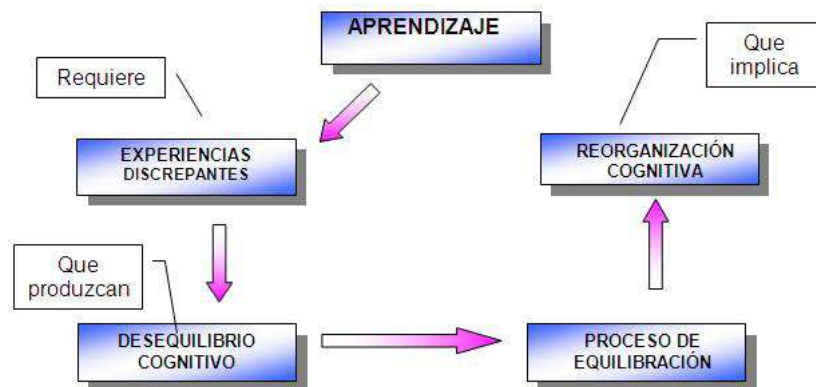 APRENDIZAJE
Requiere
Que
implica
EXPERIENCIAS
DISCREPANTES
REORGANIZACIÓN
COGNITIVA
Que
produzcan
DESEQUILIBRIO
COGNITIVO
PROCESO DE
EQUILIBRACIÓN